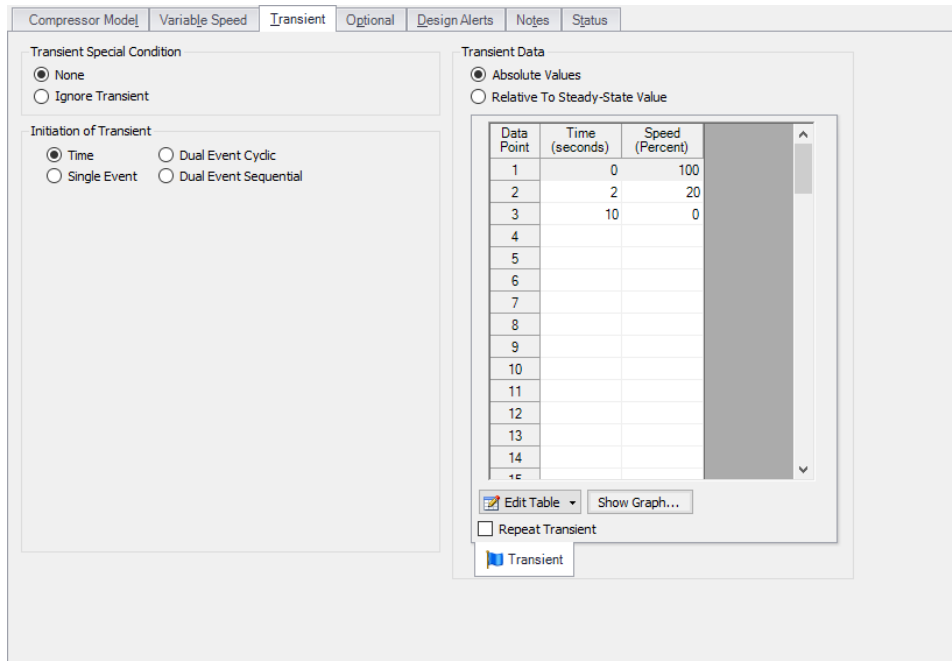 Compressor Model Variable Speed Transient Optional Design Alerts Notes Status
Transient Special Condition
None
Ignore Transient
Initiation of Transient
Time Dual Event Cyclic
Single Event Dual Event Sequential
Transient Data
Absolute Values
Relative To Steady-State Value
Data Point Time (seconds) Speed (Percent)
1 0 100
2 2 20
3 10 0
4
5
6
7
8
9
10
11
12
13
14
15
Edit Table Show Graph...
Repeat Transient
Transient